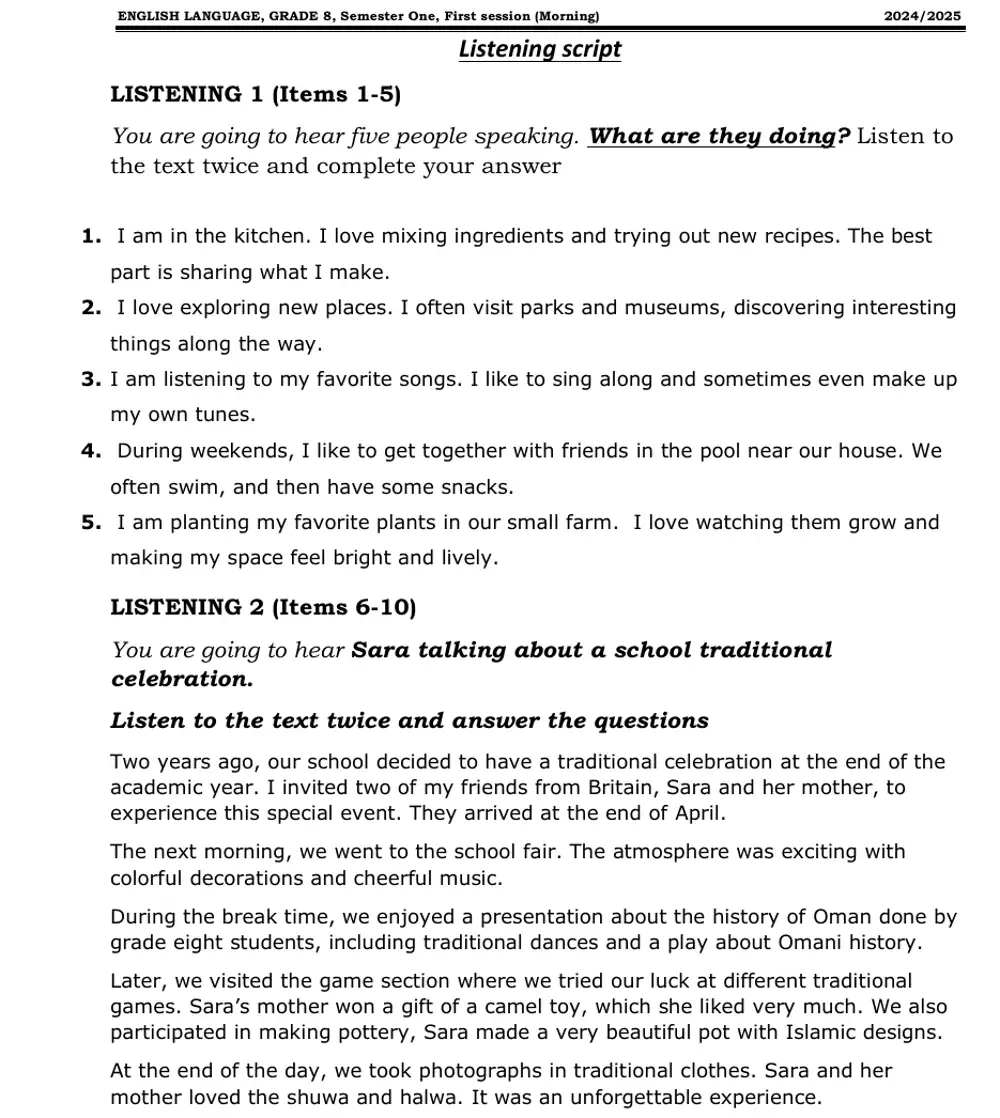 ENGLISH LANGUAGE, GRADE 8, Semester One, First session (Morning) 2024/2025
Listening script
LISTENING 1 (Items 1-5)
You are going to hear five people speaking. What are they doing? Listen to
the text twice and complete your answer
1. I am in the kitchen. I love mixing ingredients and trying out new recipes. The best
part is sharing what I make.
2. I love exploring new places. I often visit parks and museums, discovering interesting
things along the way.
3. I am listening to my favorite songs. I like to sing along and sometimes even make up
my own tunes.
4. During weekends, I like to get together with friends in the pool near our house. We
often swim, and then have some snacks.
5. I am planting my favorite plants in our small farm. I love watching them grow and
making my space feel bright and lively.
LISTENING 2 (Items 6-10)
You are going to hear Sara talking about a school traditional
celebration.
Listen to the text twice and answer the questions
Two years ago, our school decided to have a traditional celebration at the end of the
academic year. I invited two of my friends from Britain, Sara and her mother, to
experience this special event. They arrived at the end of April.
The next morning, we went to the school fair. The atmosphere was exciting with
colorful decorations and cheerful music.
During the break time, we enjoyed a presentation about the history of Oman done by
grade eight students, including traditional dances and a play about Omani history.
Later, we visited the game section where we tried our luck at different traditional
games. Sara’s mother won a gift of a camel toy, which she liked very much. We also
participated in making pottery, Sara made a very beautiful pot with Islamic designs.
At the end of the day, we took photographs in traditional clothes. Sara and her
mother loved the shuwa and halwa. It was an unforgettable experience.